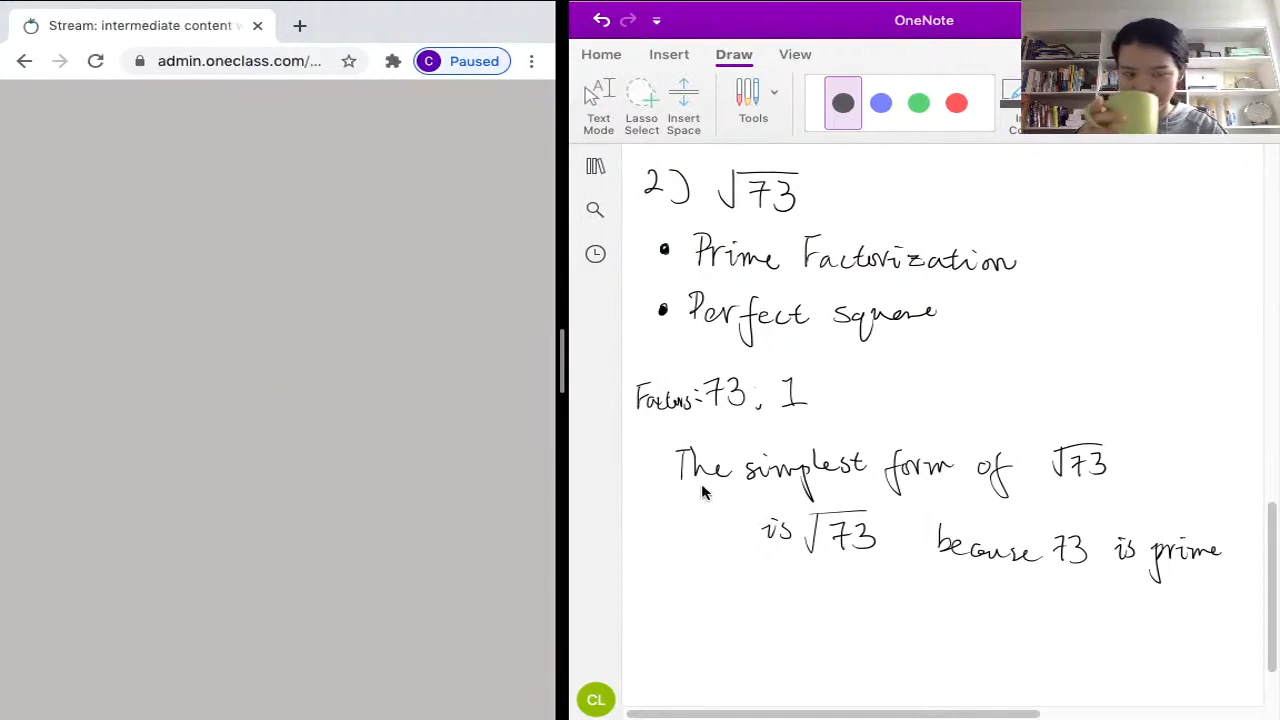 Stream: intermediate content
admin.oneclass.com/...
C Paused
OneNote
Home Insert Draw View
Text Mode
Lasso Select
Insert Space
Tools
2) √73
• Prime Factorization
• Perfect square
Factors: 73, 1
The simplest form of √73
is √73 because 73 is prime
CL